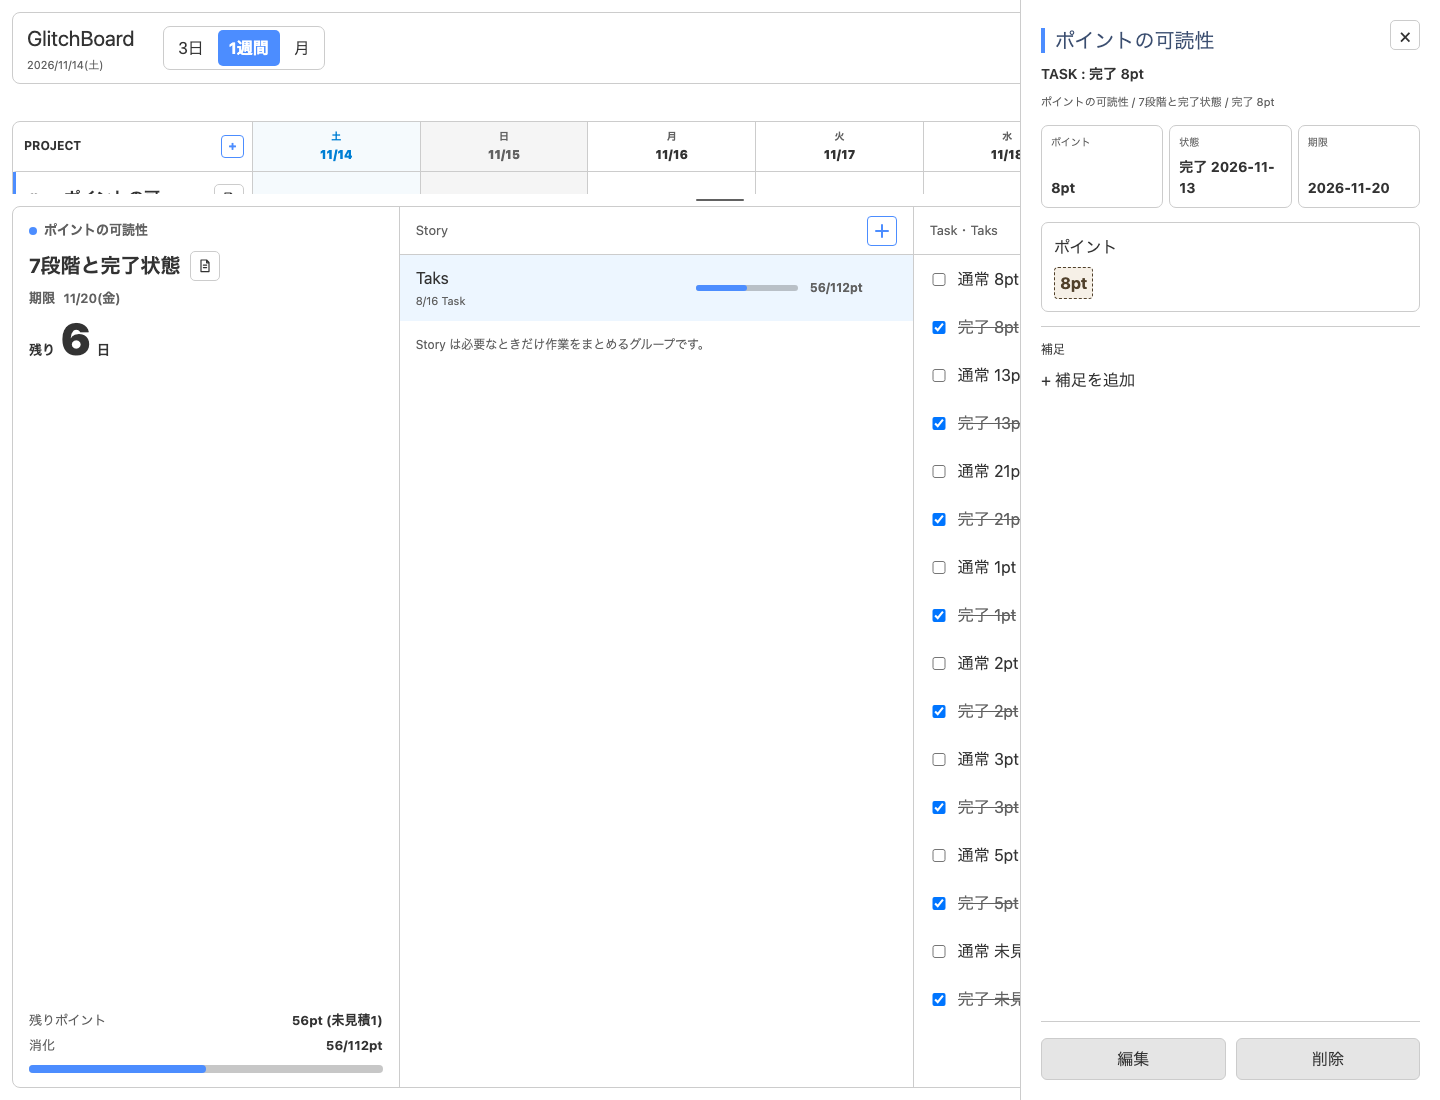 GlitchBoard
2026/11/14(土)
3日
1週間
月
PROJECT
+
土
11/14
日
11/15
月
11/16
火
11/17
水
ポイントの可読性
7段階と完了状態
期限 11/20(金)
残り 6 日
残りポイント
56pt (未見積1)
消化
56/112pt
Story
Taks
8/16 Task
56/112pt
Story は必要なときだけ作業をまとめるグループです。
Task・Taks
通常 8pt
完了 8pt
通常 13p
完了 13p
通常 21p
完了 21p
通常 1pt
完了 1pt
通常 2pt
完了 2pt
通常 3pt
完了 3pt
通常 5pt
完了 5pt
通常 未見
完了 未見
ポイントの可読性
×
TASK : 完了 8pt
ポイントの可読性 / 7段階と完了状態 / 完了 8pt
ポイント
8pt
状態
完了 2026-11-
13
期限
2026-11-20
ポイント
8pt
補足
+ 補足を追加
編集
削除